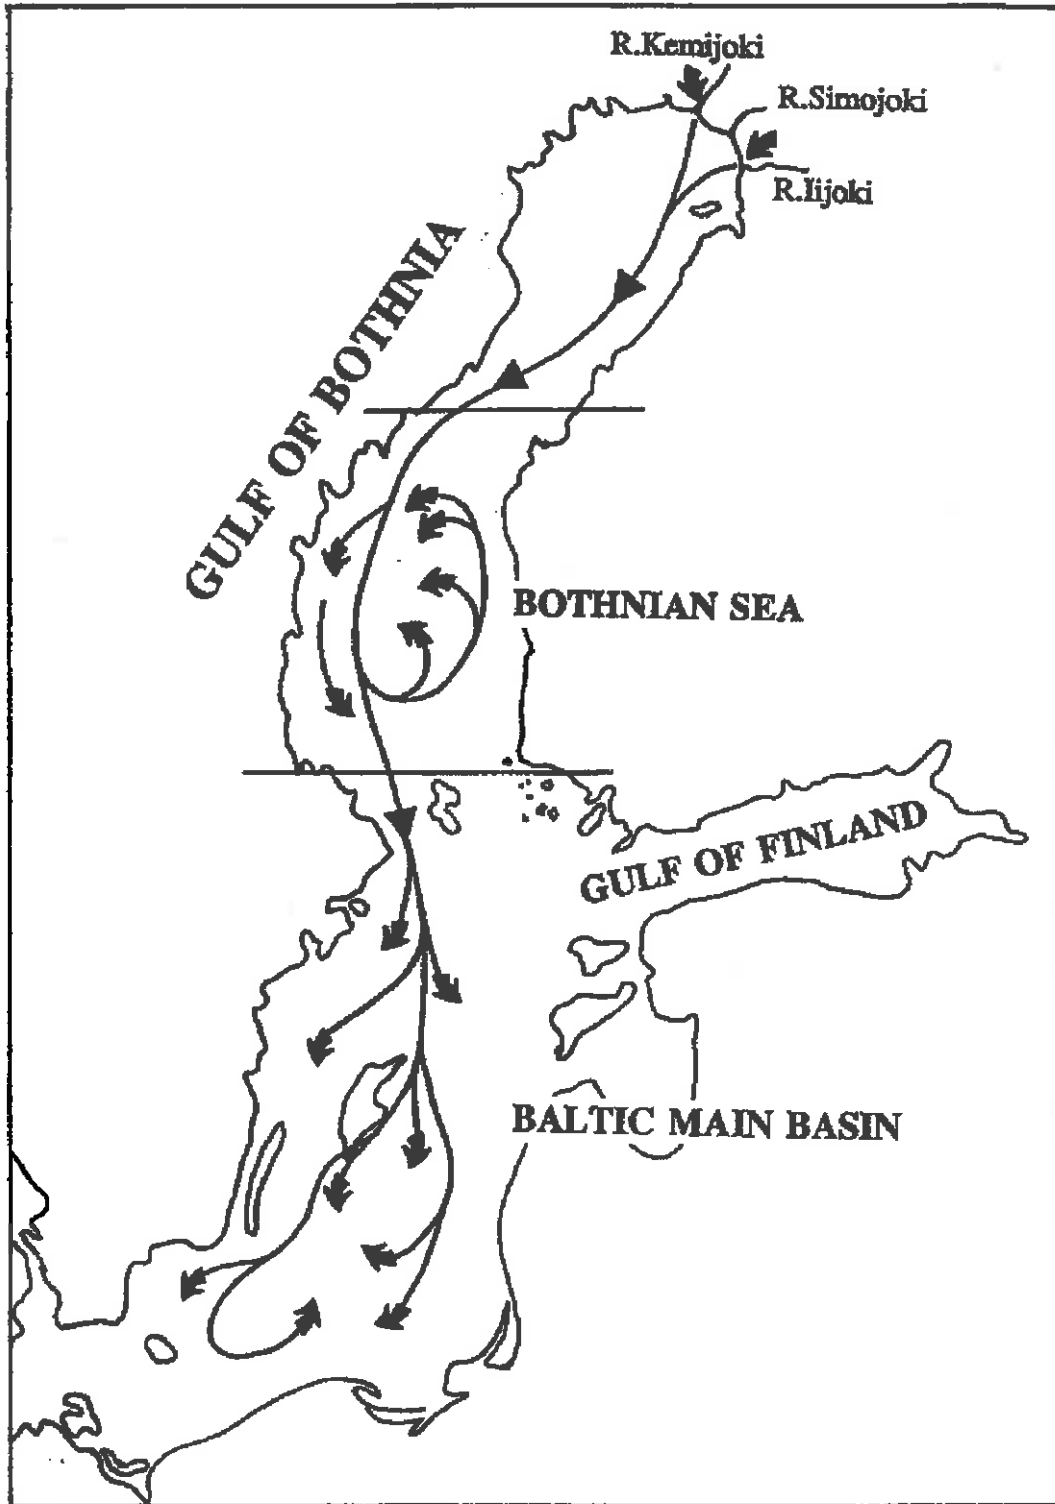 R.Kemijoki
R.Simojoki
R.Iijoki
GULF OF BOTHNIA
BOTHNIAN SEA
GULF OF FINLAND
BALTIC MAIN BASIN